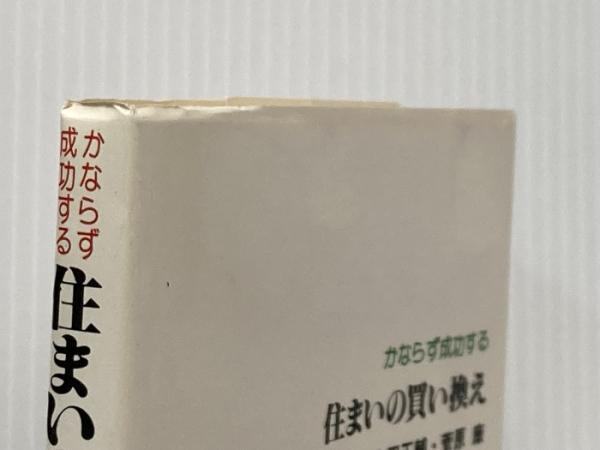 かならず
成功する
住まい
かならず成功する
住まいの買い換え